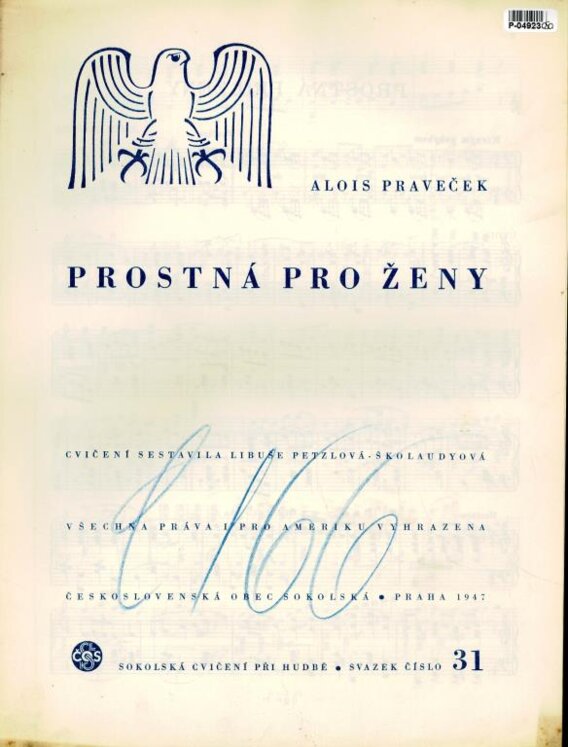 P-04923
ALOIS PRAVEČEK
PROSTNÁ PRO ŽENY
CVIČENÍ SESTAVILA LIBUŠE PETZLOVÁ-ŠKOLAUDYOVÁ
VŠECHNA PRÁVA I PRO AMERIKU VYHRAZENA
ČESKOSLOVENSKÁ OBEC SOKOLSKÁ • PRAHA 1947
ČOS
SOKOLSKÁ CVIČENÍ PŘI HUDBĚ • SVAZEK ČÍSLO 31